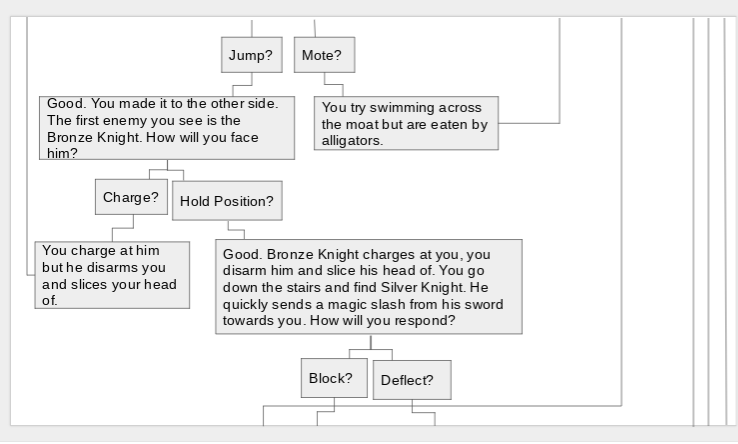 Jump?
Mote?
Good. You made it to the other side.
The first enemy you see is the
Bronze Knight. How will you face
him?
You try swimming across
the moat but are eaten by
alligators.
Charge?
Hold Position?
You charge at him
but he disarms you
and slices your head
of.
Good. Bronze Knight charges at you, you
disarm him and slice his head of. You go
down the stairs and find Silver Knight. He
quickly sends a magic slash from his sword
towards you. How will you respond?
Block?
Deflect?